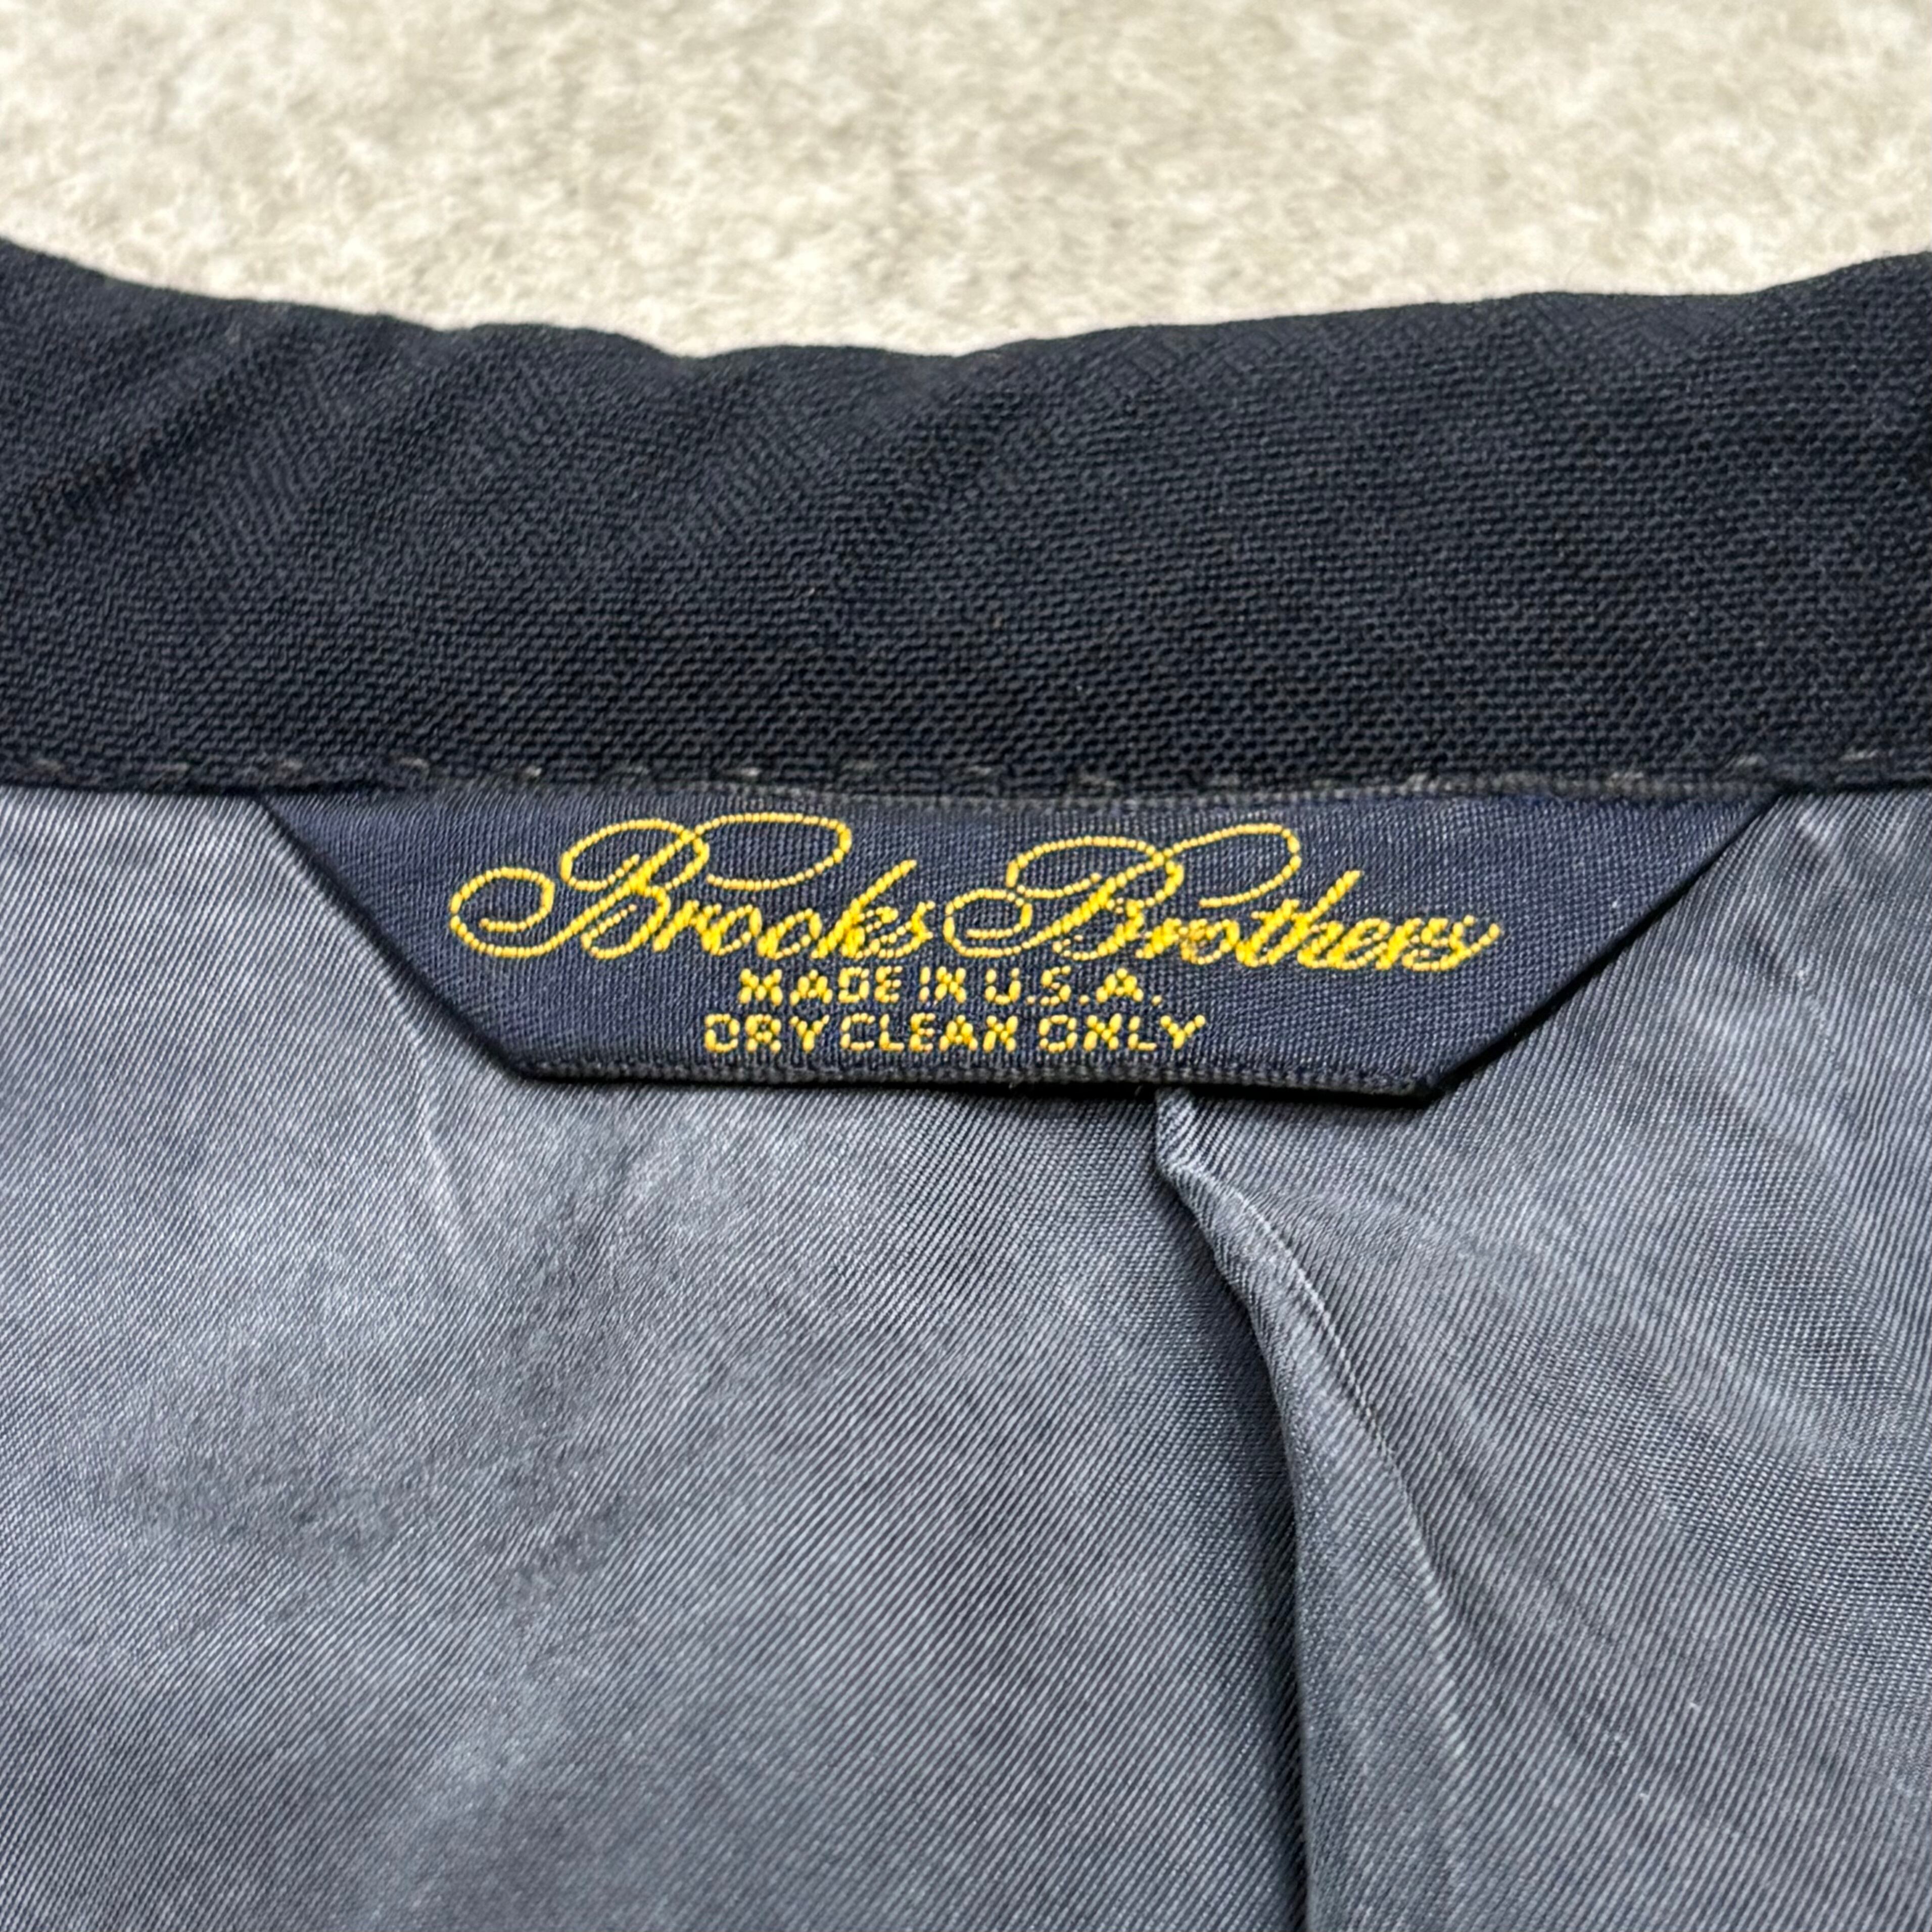 Brooks Brothers
MADE IN U.S.A.
DRY CLEAN ONLY